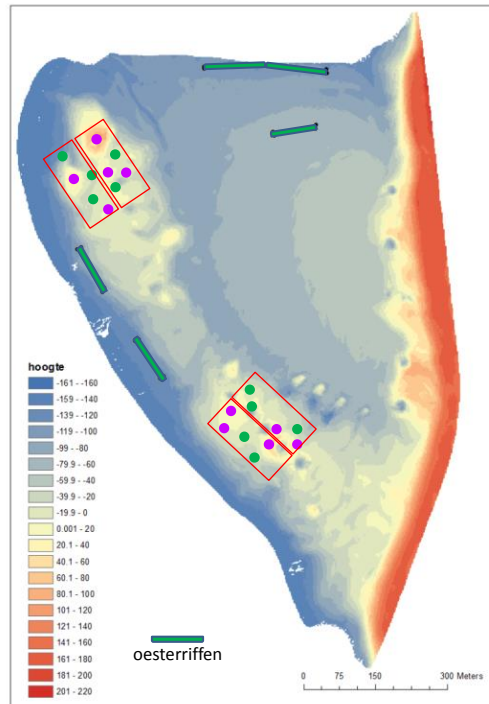 hoogte
-161 - -160
-159 - -140
-139 - -120
-119 - -100
-99 - -80
-79.9 - -60
-59.9 - -40
-39.9 - -20
-19.9 - 0
0.001 - 20
20.1 - 40
40.1 - 60
60.1 - 80
80.1 - 100
101 - 120
121 - 140
141 - 160
161 - 180
181 - 200
201 - 220
oesterriffen
0 75 150 300 Meters